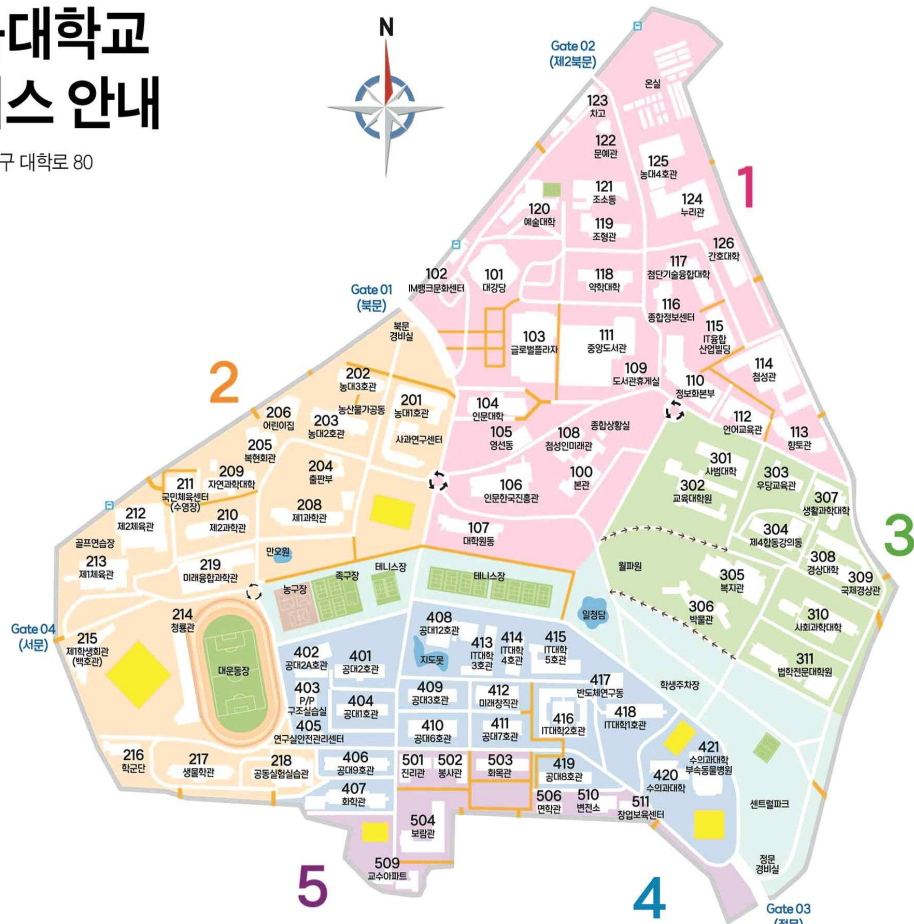 대학교
스 안내
구 대학로 80
N
Gate 02
(제2북문)
온실
123
차고
122
문예관
125
농대4호관
121
조소동
124
누리관
120
예술대학
119
조형관
1
126
간호대학
102
IM뱅크문화센터
101
대강당
118
약학대학
117
첨단기술융합대학
116
종합정보센터
Gate 01
(북문)
북문
경비실
103
글로벌플라자
111
중앙도서관
115
IT융합
산업빌딩
109
도서관휴게실
114
첨성관
110
정보화본부
2
202
농대3호관
농산물가공동
201
농대1호관
사과연구센터
104
인문대학
105
영선동
108
첨성인미래관
종합상황실
112
언어교육관
113
향토관
206
어린이집
203
농대2호관
205
복현회관
204
출판부
209
자연과학대학
211
국민체육센터
(수영장)
106
인문한국진흥관
100
본관
301
사범대학
302
교육대학원
303
우당교육관
307
생활과학대학
3
212
제2체육관
210
제2과학관
208
제1과학관
107
대학원동
304
제4합동강의동
골프연습장
213
제1체육관
219
미래융합과학관
만오원
308
경상대학
309
국제경상관
월파원
305
복지관
306
박물관
310
사회과학대학
311
법학전문대학원
농구장
족구장
테니스장
테니스장
일청담
Gate 04
(서문)
215
제1학생회관
(백호관)
214
청룡관
대운동장
408
공대12호관
지도못
413
IT대학
3호관
414
IT대학
4호관
415
IT대학
5호관
402
공대2A호관
401
공대2호관
403
P/P
구조실습실
404
공대1호관
405
연구실안전관리센터
409
공대3호관
412
미래창직관
417
반도체연구동
학생주차장
410
공대6호관
411
공대7호관
416
IT대학2호관
418
IT대학1호관
216
학군단
217
생물학관
218
공동실험실습관
406
공대9호관
407
화학관
501
진리관
502
봉사관
503
화목관
419
공대8호관
421
수의과대학
부속동물병원
420
수의과대학
506
면학관
510
변전소
511
창업보육센터
504
보람관
센트럴파크
509
교수아파트
정문
경비실
5
4
Gate 03